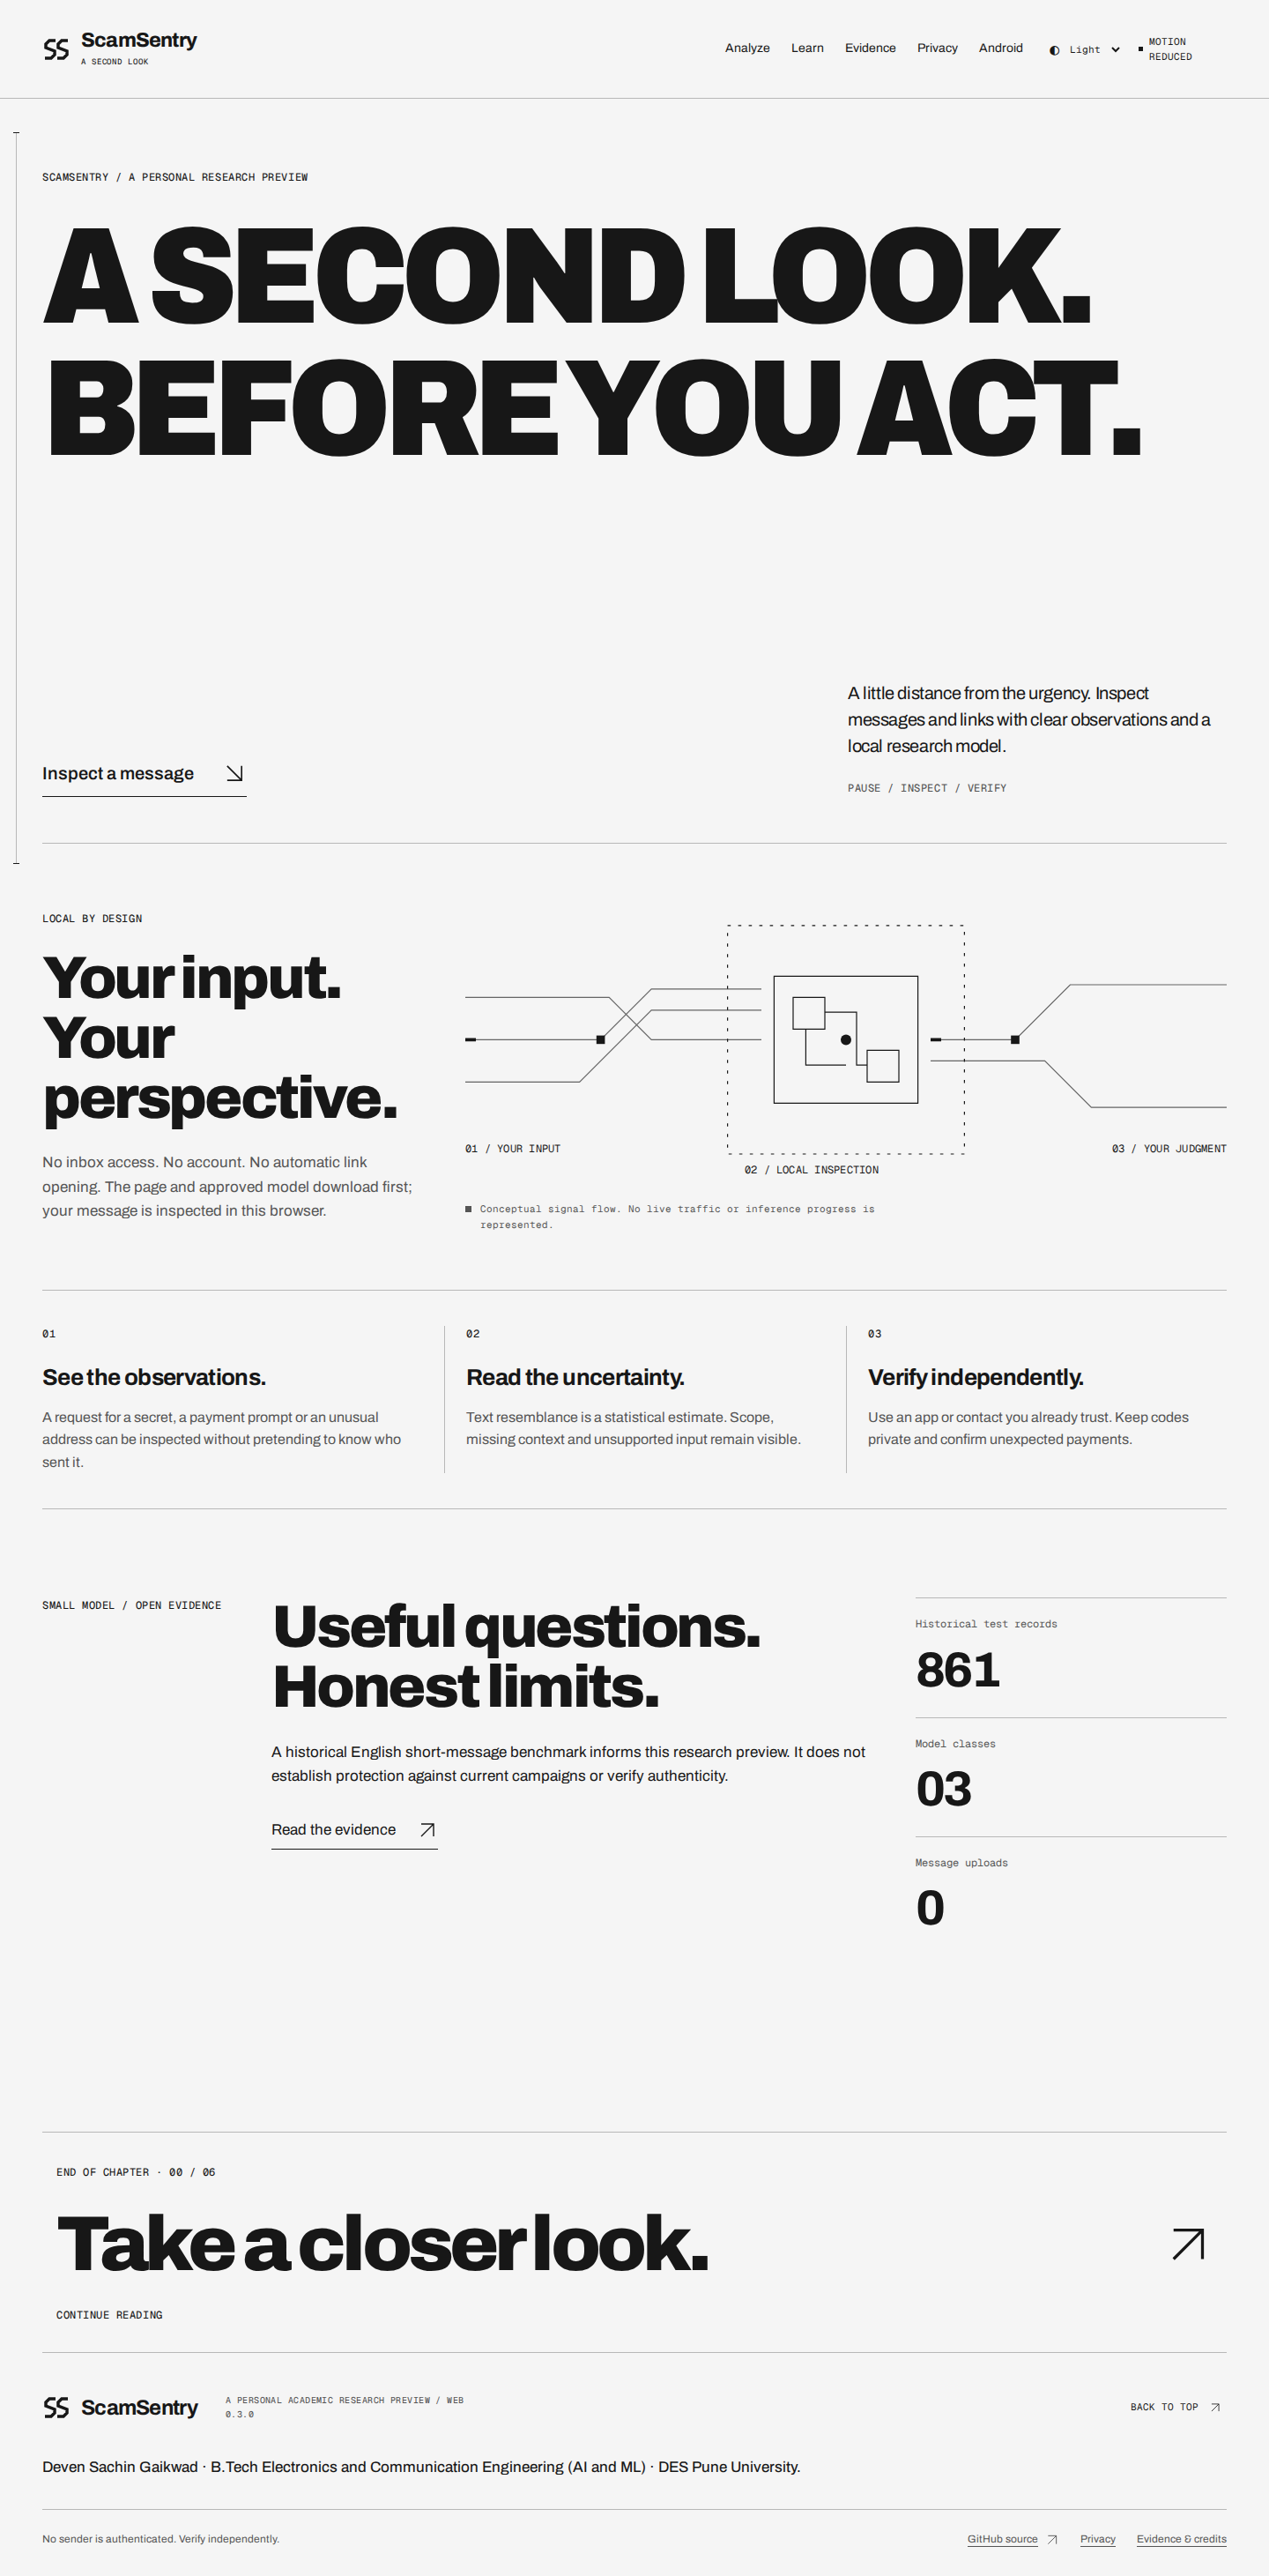 ScamSentry
A SECOND LOOK
Analyze Learn Evidence Privacy Android Light MOTION
REDUCED
SCAMSENTRY / A PERSONAL RESEARCH PREVIEW
A SECOND LOOK.
BEFORE YOU ACT.
A little distance from the urgency. Inspect
messages and links with clear observations and a
local research model.
Inspect a message
PAUSE / INSPECT / VERIFY
LOCAL BY DESIGN
Your input.
Your
perspective.
No inbox access. No account. No automatic link
opening. The page and approved model download first;
your message is inspected in this browser.
01 / YOUR INPUT
02 / LOCAL INSPECTION
03 / YOUR JUDGMENT
Conceptual signal flow. No live traffic or inference progress is
represented.
01
See the observations.
A request for a secret, a payment prompt or an unusual
address can be inspected without pretending to know who
sent it.
02
Read the uncertainty.
Text resemblance is a statistical estimate. Scope,
missing context and unsupported input remain visible.
03
Verify independently.
Use an app or contact you already trust. Keep codes
private and confirm unexpected payments.
SMALL MODEL / OPEN EVIDENCE
Useful questions.
Honest limits.
A historical English short-message benchmark informs this research preview. It does not
establish protection against current campaigns or verify authenticity.
Read the evidence
Historical test records
861
Model classes
03
Message uploads
0
END OF CHAPTER · 00 / 06
Take a closer look.
CONTINUE READING
ScamSentry
A PERSONAL ACADEMIC RESEARCH PREVIEW / WEB
0.3.0
BACK TO TOP
Deven Sachin Gaikwad · B.Tech Electronics and Communication Engineering (AI and ML) · DES Pune University.
No sender is authenticated. Verify independently.
GitHub source Privacy Evidence & credits